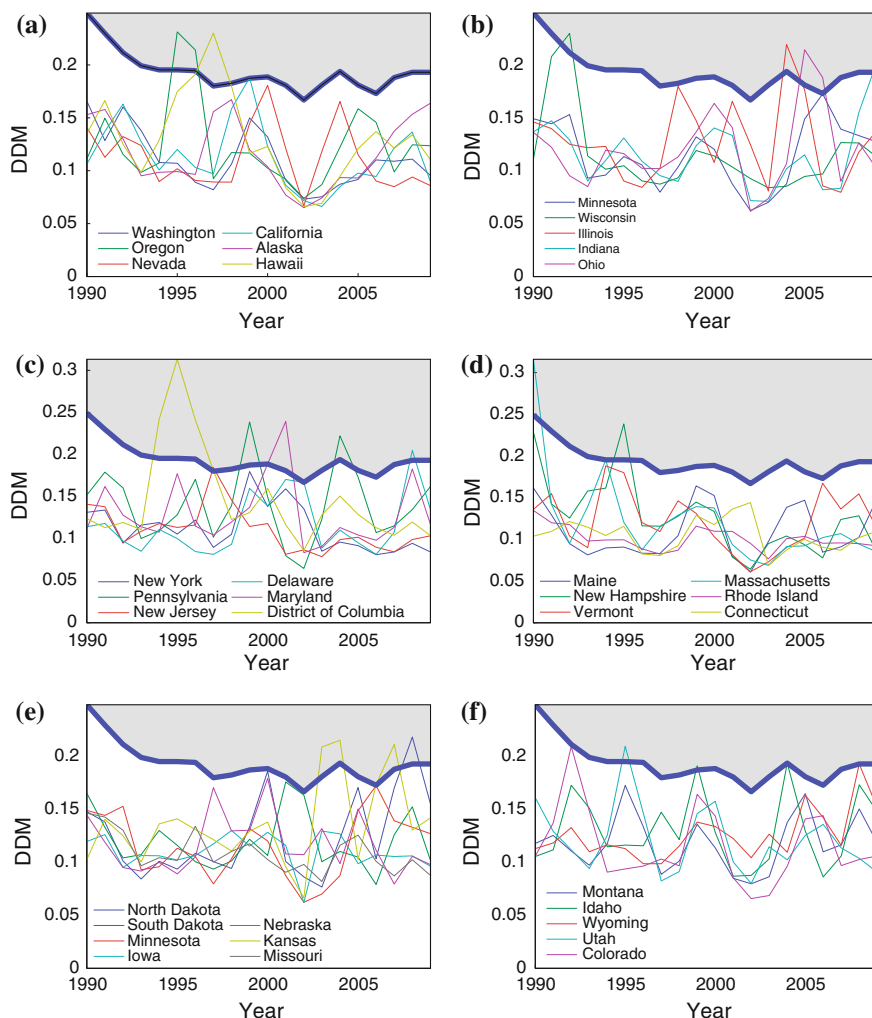 (a)
DDM
0.2
0.15
0.1
0.05
0
Washington California
Oregon Alaska
Nevada Hawaii
1990 1995 2000 2005
Year
(b)
DDM
0.2
0.15
0.1
0.05
0
Minnesota
Wisconsin
Illinois
Indiana
Ohio
1990 1995 2000 2005
Year
(c)
DDM
0.3
0.25
0.2
0.15
0.1
0.05
0
New York Delaware
Pennsylvania Maryland
New Jersey District of Columbia
1990 1995 2000 2005
Year
(d)
DDM
0.3
0.25
0.2
0.15
0.1
0.05
0
Maine Massachusetts
New Hampshire Rhode Island
Vermont Connecticut
1990 1995 2000 2005
Year
(e)
DDM
0.2
0.15
0.1
0.05
0
North Dakota
South Dakota Nebraska
Minnesota Kansas
Iowa Missouri
1990 1995 2000 2005
Year
(f)
DDM
0.2
0.15
0.1
0.05
0
Montana
Idaho
Wyoming
Utah
Colorado
1990 1995 2000 2005
Year